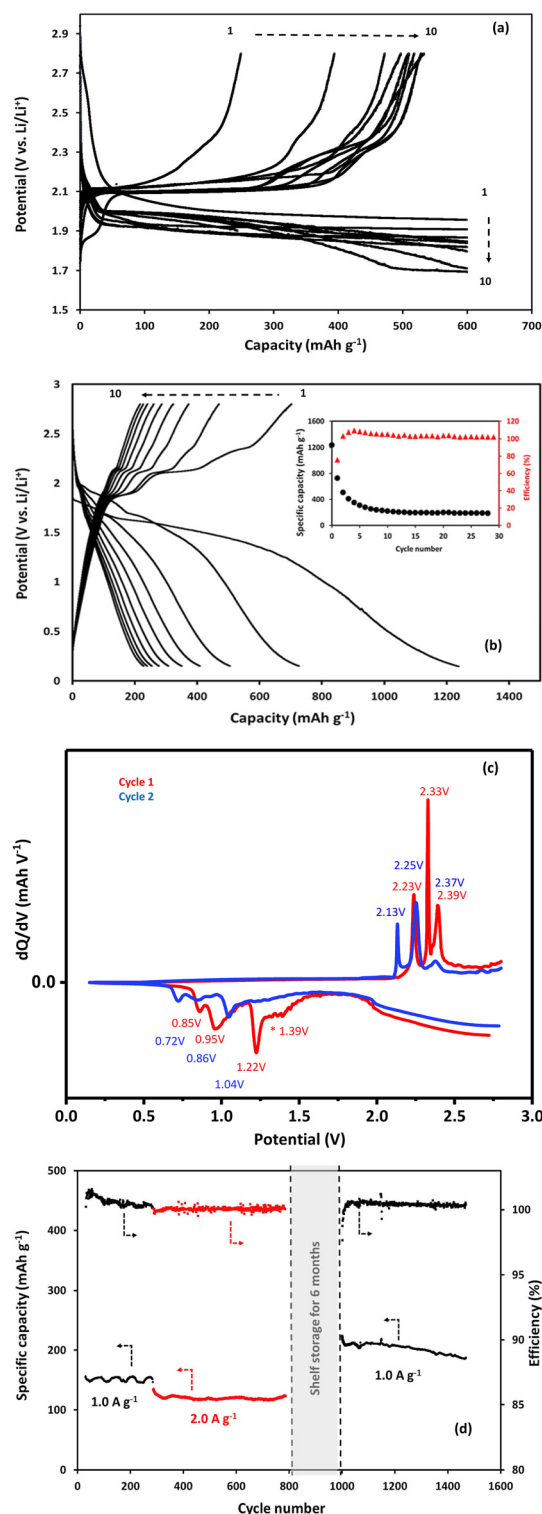 (a)
1
10
2.9
2.7
2.5
2.3
2.1
1.9
1.7
1.5
Potential (V vs. Li/Li⁺)
1
10
0
100
200
300
400
500
600
700
Capacity (mAh g⁻¹)
3
2.5
2
1.5
1
0.5
0
Potential (V vs. Li/Li⁺)
10
1
1600
1200
800
400
0
Specific capacity (mAh g⁻¹)
120
100
80
60
40
20
0
Efficiency (%)
0
5
10
15
20
25
30
Cycle number
(b)
0
200
400
600
800
1000
1200
1400
Capacity (mAh g⁻¹)
(c)
Cycle 1
Cycle 2
2.33V
2.25V
2.37V
2.23V
2.39V
2.13V
dQ/dV (mAh V⁻¹)
0.0
0.85V
* 1.39V
0.72V
0.95V
0.86V
1.22V
1.04V
0.0
0.5
1.0
1.5
2.0
2.5
3.0
Potential (V)
500
400
300
200
100
0
Specific capacity (mAh g⁻¹)
100
95
90
85
80
Efficiency (%)
Shelf storage for 6 months
1.0 A g⁻¹
2.0 A g⁻¹
1.0 A g⁻¹
(d)
0
200
400
600
800
1000
1200
1400
1600
Cycle number